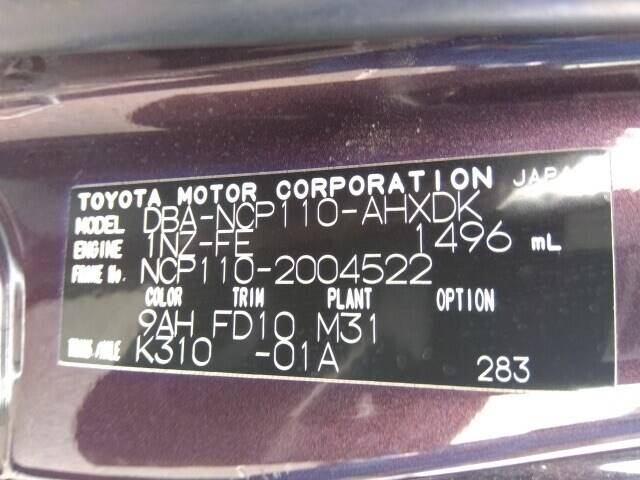 TOYOTA MOTOR CORPORATION JAPAN
MODEL DBA-NCP110-AHXDK
ENGINE 1NZ-FE 1496 mL
FRAME No. NCP110-2004522
COLOR TRIM PLANT OPTION
9AH FD10 M31
TRANS/AXLE K310 -01A
283